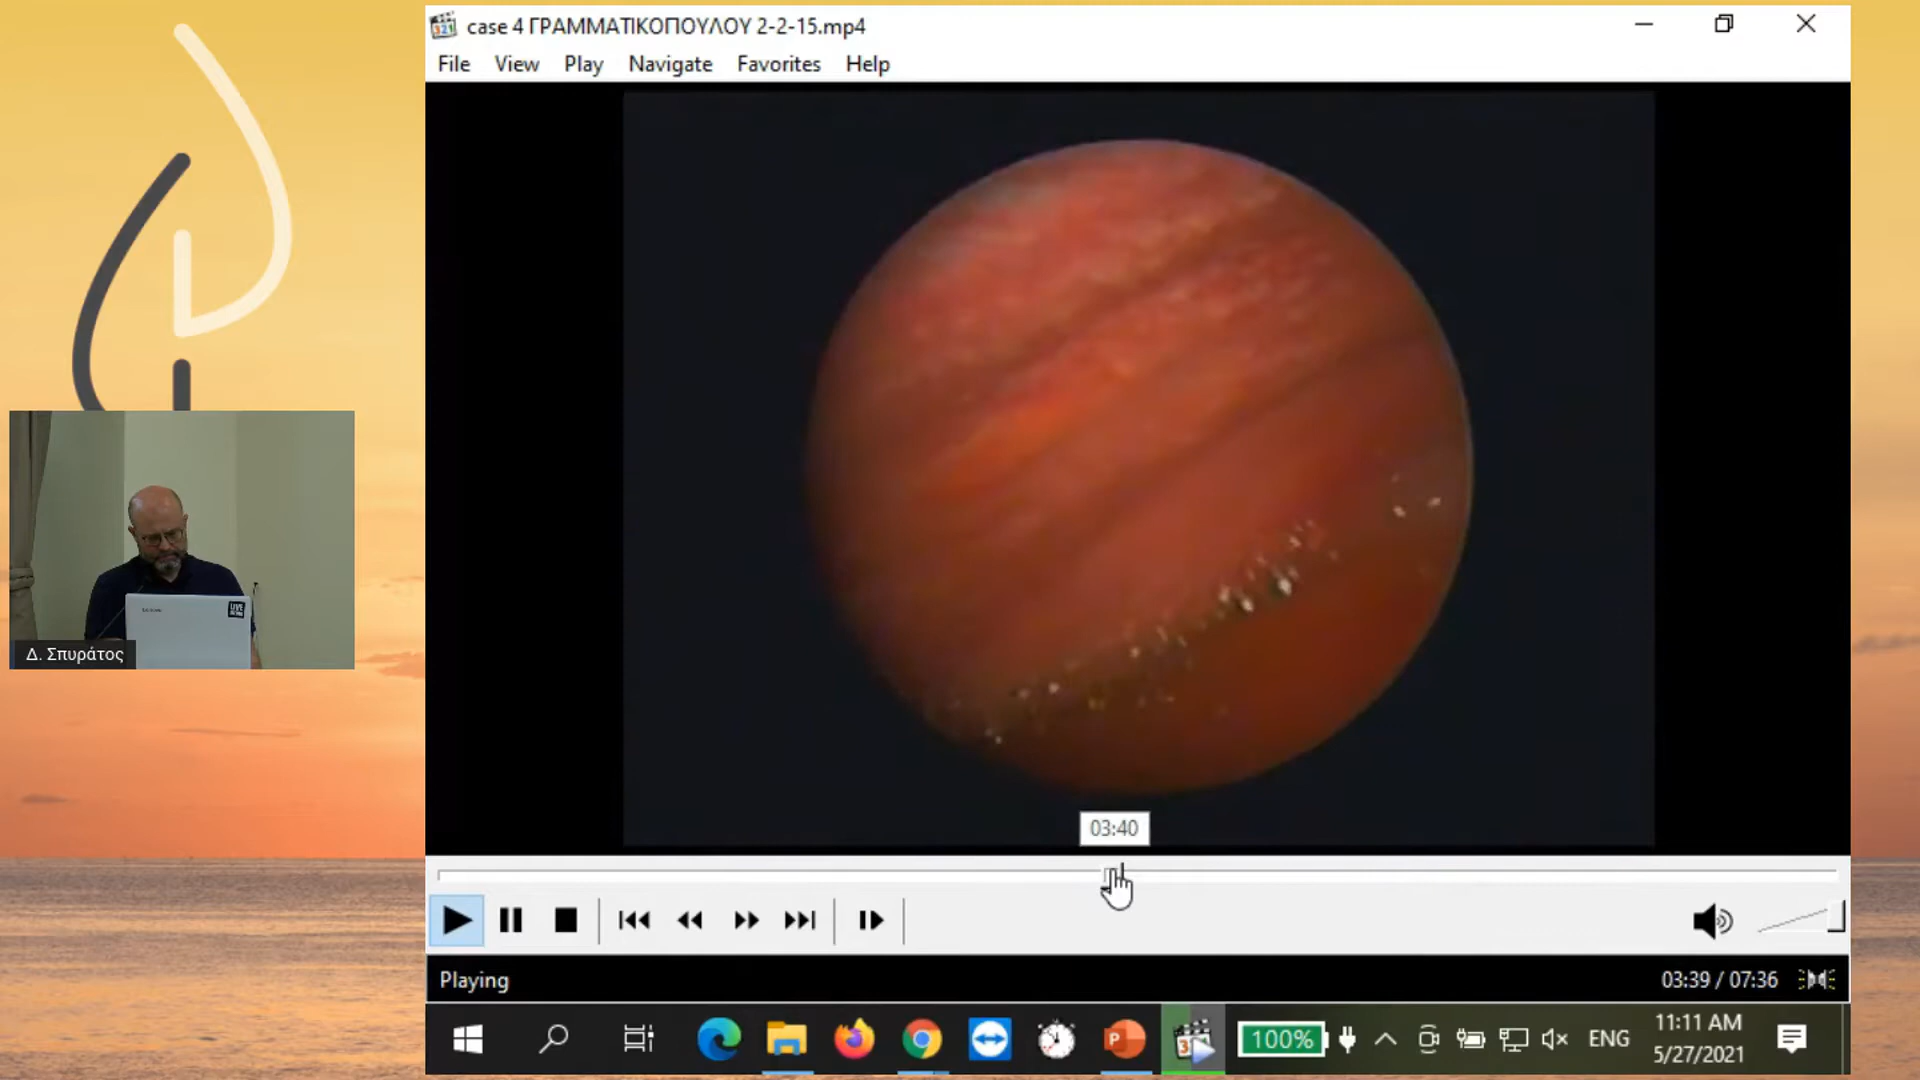 case 4 ΓΡΑΜΜΑΤΙΚΟΠΟΥΛΟΥ 2-2-15.mp4
File View Play Navigate Favorites Help
Δ. Σπυράτος
03:40
Playing
03:39 / 07:36
100%
ENG
11:11 AM
5/27/2021